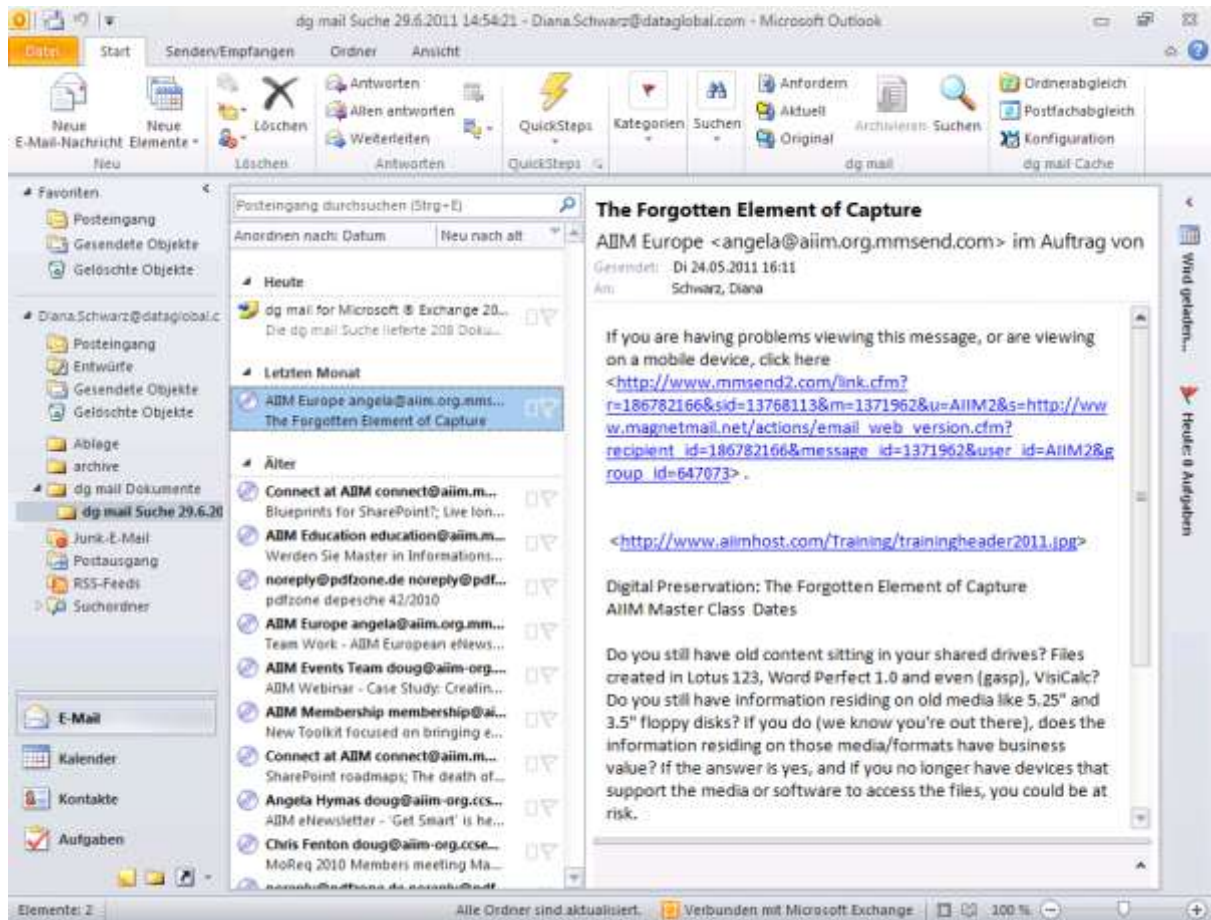 dg mail Suche 29.6.2011 14:54:21 - Diana.Schwarz@dataglobal.com - Microsoft Outlook
Datei Start Senden/Empfangen Ordner Ansicht
Neue E-Mail-Nachricht
Neue Elemente
Neu
Löschen
Löschen
Antworten
Allen antworten
Weiterleiten
Antworten
QuickSteps
QuickSteps
Kategorien
Suchen
Anfordern
Aktuell
Original
Archivieren
Suchen
dg mail
Ordnerabgleich
Postfachabgleich
Konfiguration
dg mail Cache
Favoriten
Posteingang
Gesendete Objekte
Gelöschte Objekte
Diana.Schwarz@dataglobal.c
Posteingang
Entwürfe
Gesendete Objekte
Gelöschte Objekte
Ablage
archive
dg mail Dokumente
dg mail Suche 29.6.20
Junk-E-Mail
Postausgang
RSS-Feeds
Suchordner
E-Mail
Kalender
Kontakte
Aufgaben
Posteingang durchsuchen (Strg+E)
Anordnen nach: Datum Neu nach alt
Heute
dg mail for Microsoft ® Exchange 20...
Die dg mail Suche lieferte 208 Doku...
Letzten Monat
AIIM Europe angela@aiim.org.mms...
The Forgotten Element of Capture
Älter
Connect at AIIM connect@aiim.m...
Blueprints for SharePoint?; Live lon...
AIIM Education education@aiim.m...
Werden Sie Master in Informations...
noreply@pdfzone.de noreply@pdf...
pdfzone depesche 42/2010
AIIM Europe angela@aiim.org.mm...
Team Work - AIIM European eNews...
AIIM Events Team doug@aiim-org....
AIIM Webinar - Case Study: Creatin...
AIIM Membership membership@ai...
New Toolkit focused on bringing e...
Connect at AIIM connect@aiim.m...
SharePoint roadmaps; The death of...
Angela Hymas doug@aiim-org.ccs...
AIIM eNewsletter - 'Get Smart' is he...
Chris Fenton doug@aiim-org.ccse...
MoReq 2010 Members meeting Ma...
noreply@pdfzone.de noreply@pdf...
The Forgotten Element of Capture
AIIM Europe <angela@aiim.org.mmsend.com> im Auftrag von
Gesendet: Di 24.05.2011 16:11
An: Schwarz, Diana
If you are having problems viewing this message, or are viewing
on a mobile device, click here
<http://www.mmsend2.com/link.cfm?
r=186782166&sid=13768113&m=1371962&u=AIIM2&s=http://ww
w.magnetmail.net/actions/email_web_version.cfm?
recipient_id=186782166&message_id=1371962&user_id=AIIM2&g
roup_id=647073> .
<http://www.aiimhost.com/Training/trainingheader2011.jpg>
Digital Preservation: The Forgotten Element of Capture
AIIM Master Class Dates
Do you still have old content sitting in your shared drives? Files
created in Lotus 123, Word Perfect 1.0 and even (gasp), VisiCalc?
Do you still have information residing on old media like 5.25" and
3.5" floppy disks? If you do (we know you're out there), does the
information residing on those media/formats have business
value? If the answer is yes, and if you no longer have devices that
support the media or software to access the files, you could be at
risk.
Wird geladen...
Heute: 0 Aufgaben
Elemente: 2
Alle Ordner sind aktualisiert.
Verbunden mit Microsoft Exchange
100 %